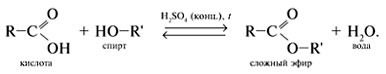 H₂SO₄ (конц.), t
R—C
O
OH
+ HO—R'
R—C
O
O—R'
+ H₂O.
кислота
спирт
сложный эфир
вода